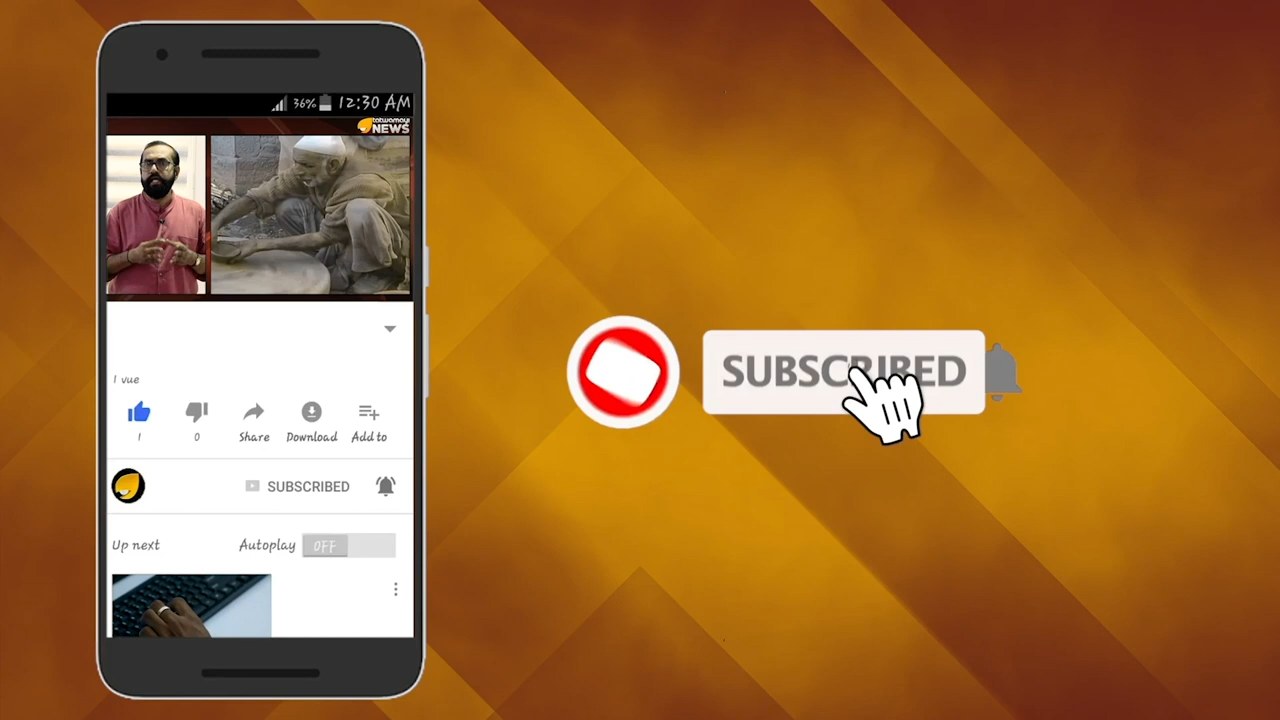 36% 12:30 AM
tatwamayi
NEWS
1 vue
1
0
Share
Download
Add to
SUBSCRIBED
Up next
Autoplay
OFF
SUBSCRIBED